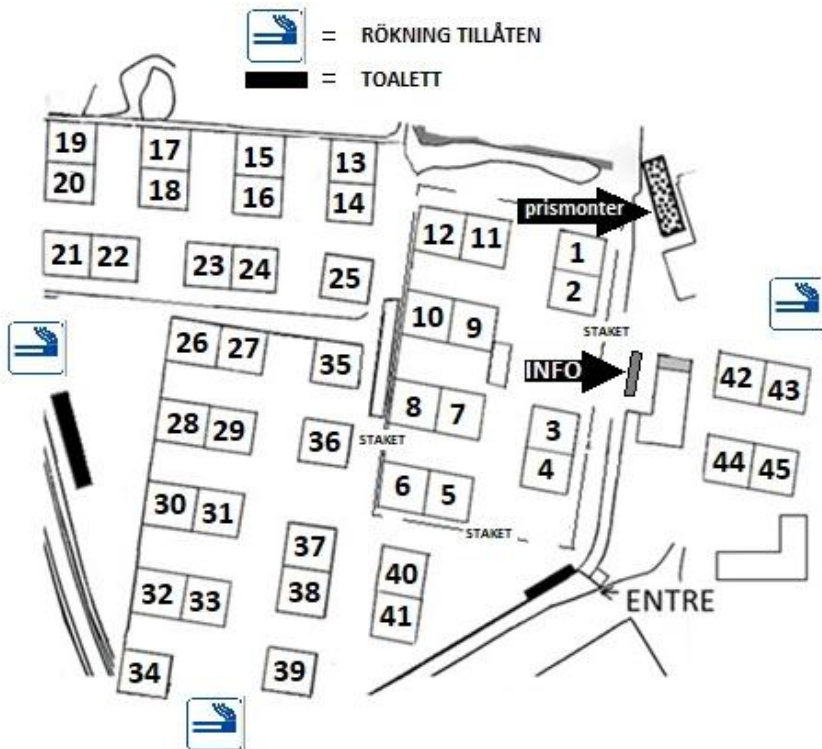 = RÖKNING TILLÅTEN
= TOALETT
19 17 15 13
20 18 16 14
prismonter
12 11
1
21 22 23 24 25
2
10 9
STAKET
26 27 35
INFO
42 43
8 7
28 29 36
3
STAKET
4
44 45
6 5
30 31
STAKET
37
40
32 33 38
ENTRE
41
34 39